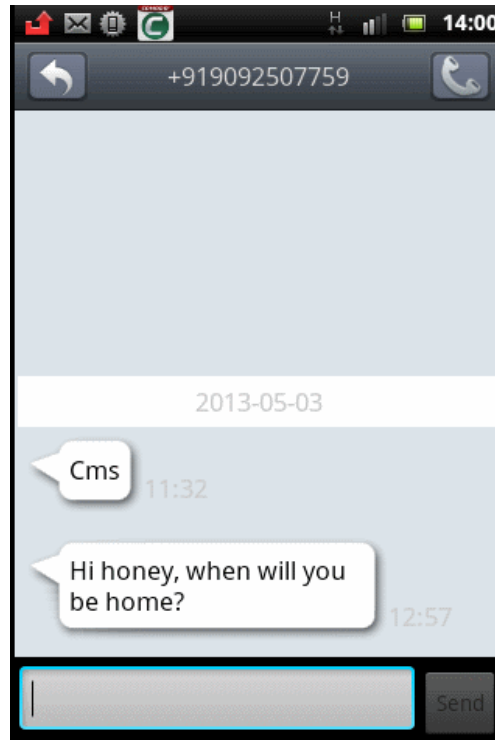 H
14:00
+919092507759
2013-05-03
Cms
11:32
Hi honey, when will you
be home?
12:57
Send